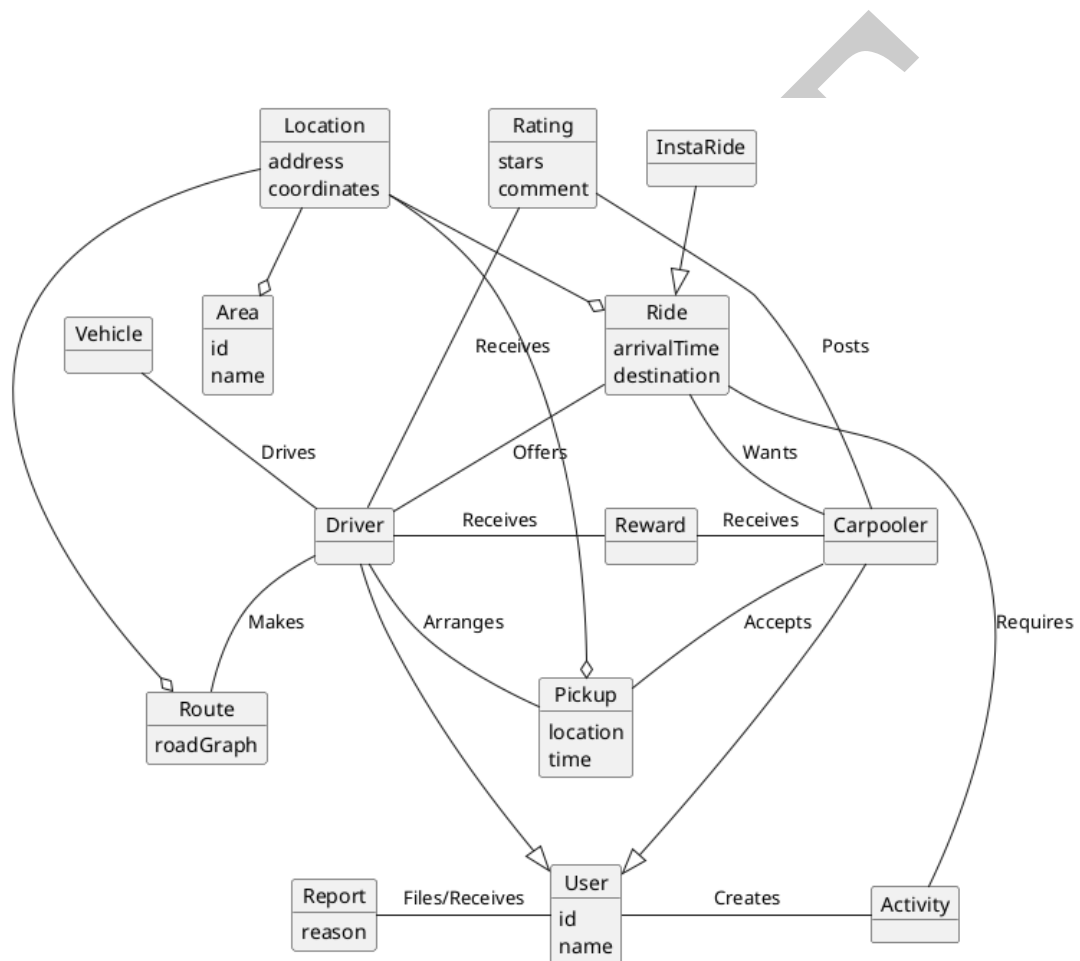 Location
address
coordinates
Rating
stars
comment
InstaRide
Area
id
name
Vehicle
Receives
Ride
arrivalTime
destination
Posts
Drives
Offers
Wants
Driver
Receives
Reward
Receives
Carpooler
Makes
Arranges
Accepts
Requires
Route
roadGraph
Pickup
location
time
Report
reason
Files/Receives
User
id
name
Creates
Activity